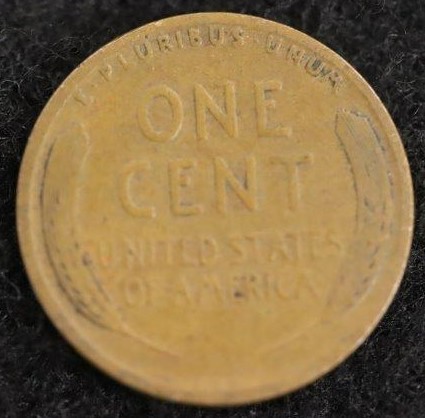 E·PLURIBUS·UNUM
ONE
CENT
UNITED·STATES
OF·AMERICA